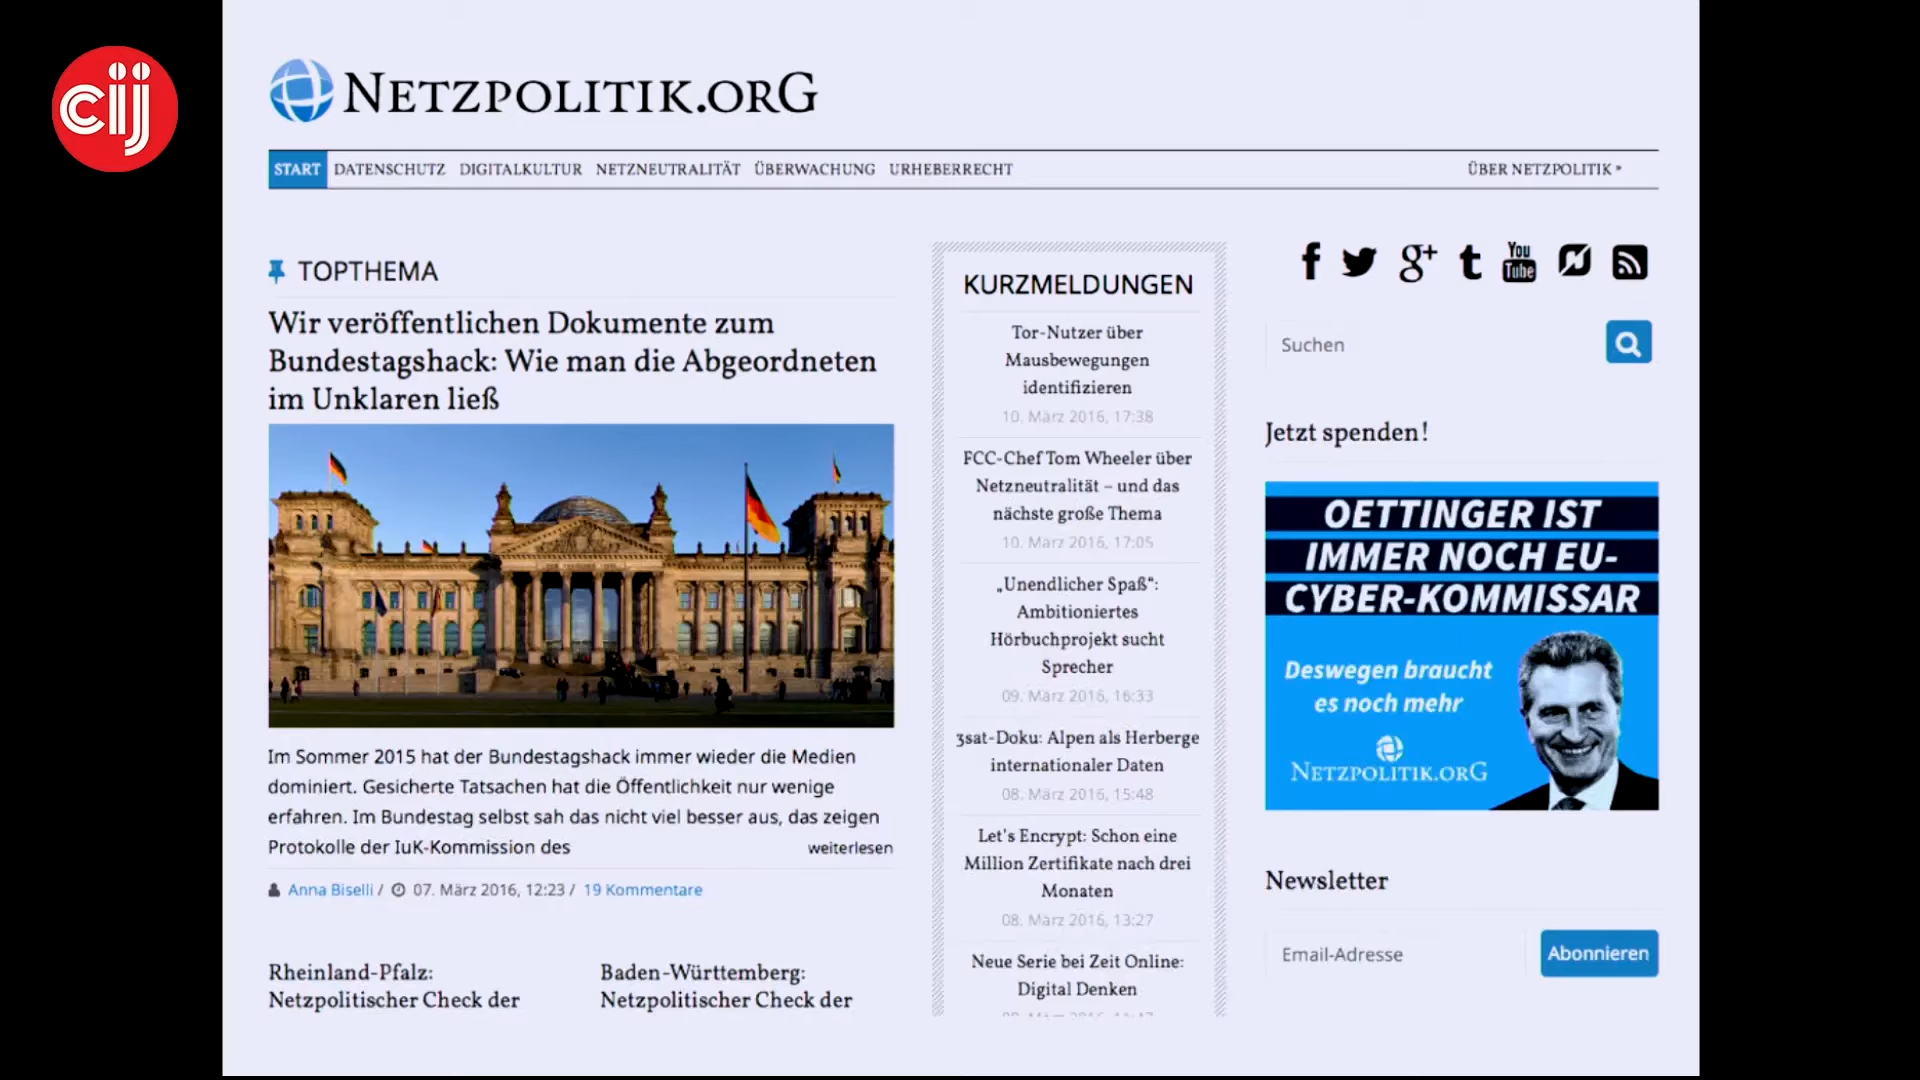 cij
NETZPOLITIK.ORG
START DATENSCHUTZ DIGITALKULTUR NETZNEUTRALITÄT ÜBERWACHUNG URHEBERRECHT ÜBER NETZPOLITIK
TOPTHEMA
Wir veröffentlichen Dokumente zum
Bundestagshack: Wie man die Abgeordneten
im Unklaren ließ
Im Sommer 2015 hat der Bundestagshack immer wieder die Medien
dominiert. Gesicherte Tatsachen hat die Öffentlichkeit nur wenige
erfahren. Im Bundestag selbst sah das nicht viel besser aus, das zeigen
Protokolle der IuK-Kommission des weiterlesen
Anna Biselli / 07. März 2016, 12:23 / 19 Kommentare
Rheinland-Pfalz:
Netzpolitischer Check der
Baden-Württemberg:
Netzpolitischer Check der
KURZMELDUNGEN
Tor-Nutzer über
Mausbewegungen
identifizieren
10. März 2016, 17:38
FCC-Chef Tom Wheeler über
Netzneutralität – und das
nächste große Thema
10. März 2016, 17:05
„Unendlicher Spaß“:
Ambitioniertes
Hörbuchprojekt sucht
Sprecher
09. März 2016, 16:33
3sat-Doku: Alpen als Herberge
internationaler Daten
08. März 2016, 15:48
Let's Encrypt: Schon eine
Million Zertifikate nach drei
Monaten
08. März 2016, 13:27
Neue Serie bei Zeit Online:
Digital Denken
f g+ t You
Tube
Suchen
Jetzt spenden!
OETTINGER IST
IMMER NOCH EU-
CYBER-KOMMISSAR
Deswegen braucht
es noch mehr
NETZPOLITIK.ORG
Newsletter
Email-Adresse Abonnieren